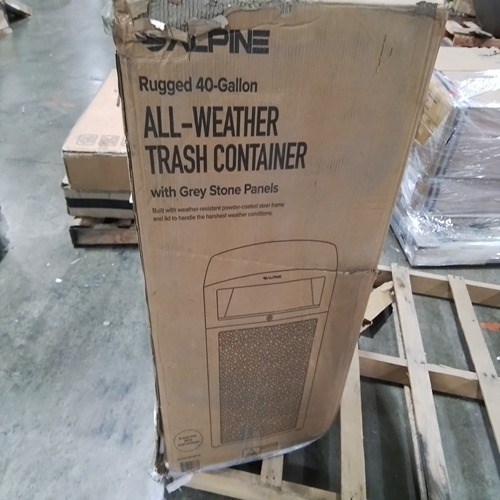 ALPINE
Rugged 40-Gallon
ALL-WEATHER
TRASH CONTAINER
with Grey Stone Panels
Built with weather-resistant powder-coated steel frame
and lid to handle the harshest weather conditions.
ALPINE